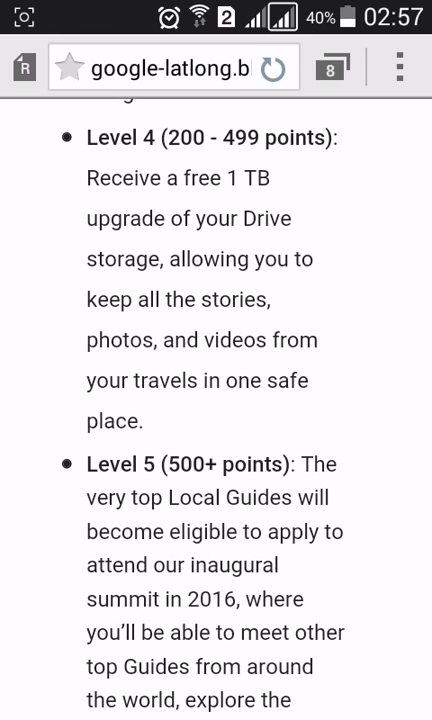 2 40% 02:57
R google-latlong.b 8
Level 4 (200 - 499 points):
Receive a free 1 TB
upgrade of your Drive
storage, allowing you to
keep all the stories,
photos, and videos from
your travels in one safe
place.
Level 5 (500+ points): The
very top Local Guides will
become eligible to apply to
attend our inaugural
summit in 2016, where
you’ll be able to meet other
top Guides from around
the world, explore the